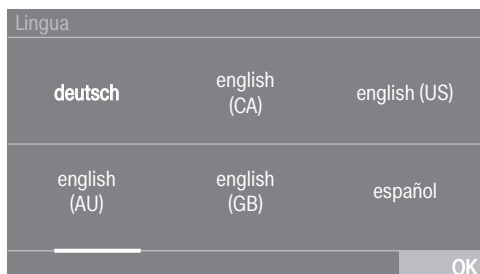 Lingua
deutsch
english
(CA)
english (US)
english
(AU)
english
(GB)
español
OK